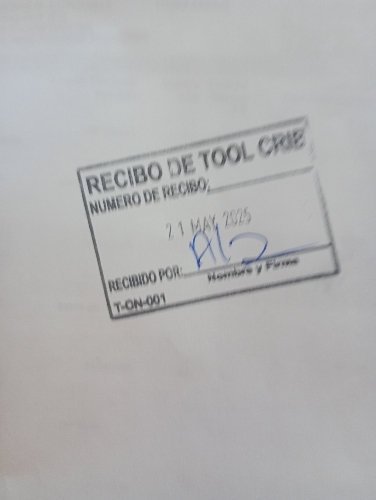 RECIBO DE TOOL CRIB
NUMERO DE RECIBO:
21 MAY 2025
RECIBIDO POR:
Nombre y Firma
T-ON-001